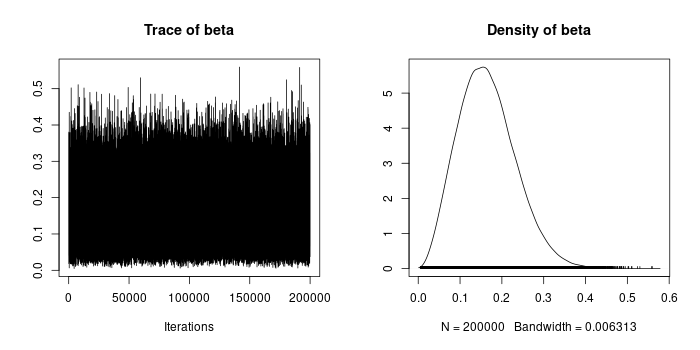 Trace of beta
0.5
0.4
0.3
0.2
0.1
0.0
0 50000 100000 150000 200000
Iterations
Density of beta
5
4
3
2
1
0
0.0 0.1 0.2 0.3 0.4 0.5 0.6
N = 200000 Bandwidth = 0.006313